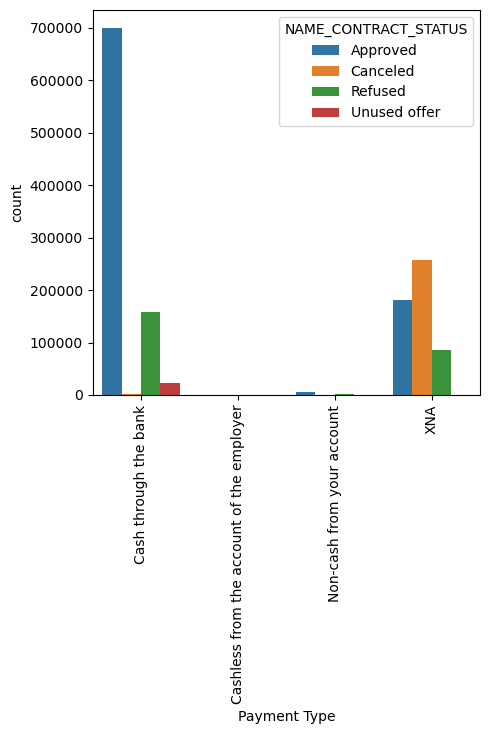 700000
600000
500000
400000
300000
200000
100000
0
count
NAME_CONTRACT_STATUS
Approved
Canceled
Refused
Unused offer
Cash through the bank
Cashless from the account of the employer
Non-cash from your account
XNA
Payment Type